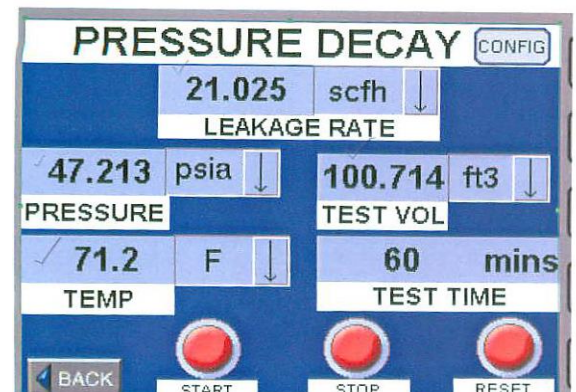 PRESSURE DECAY CONFIG
21.025 scfh ↓
LEAKAGE RATE
47.213 psia ↓ 100.714 ft3 ↓
PRESSURE TEST VOL
71.2 F ↓ 60 mins
TEMP TEST TIME
BACK START STOP RESET